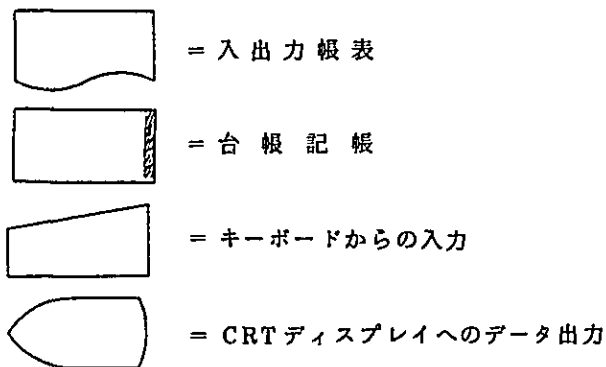 = 入出力帳表
= 台帳記帳
= キーボードからの入力
= CRTディスプレイへのデータ出力